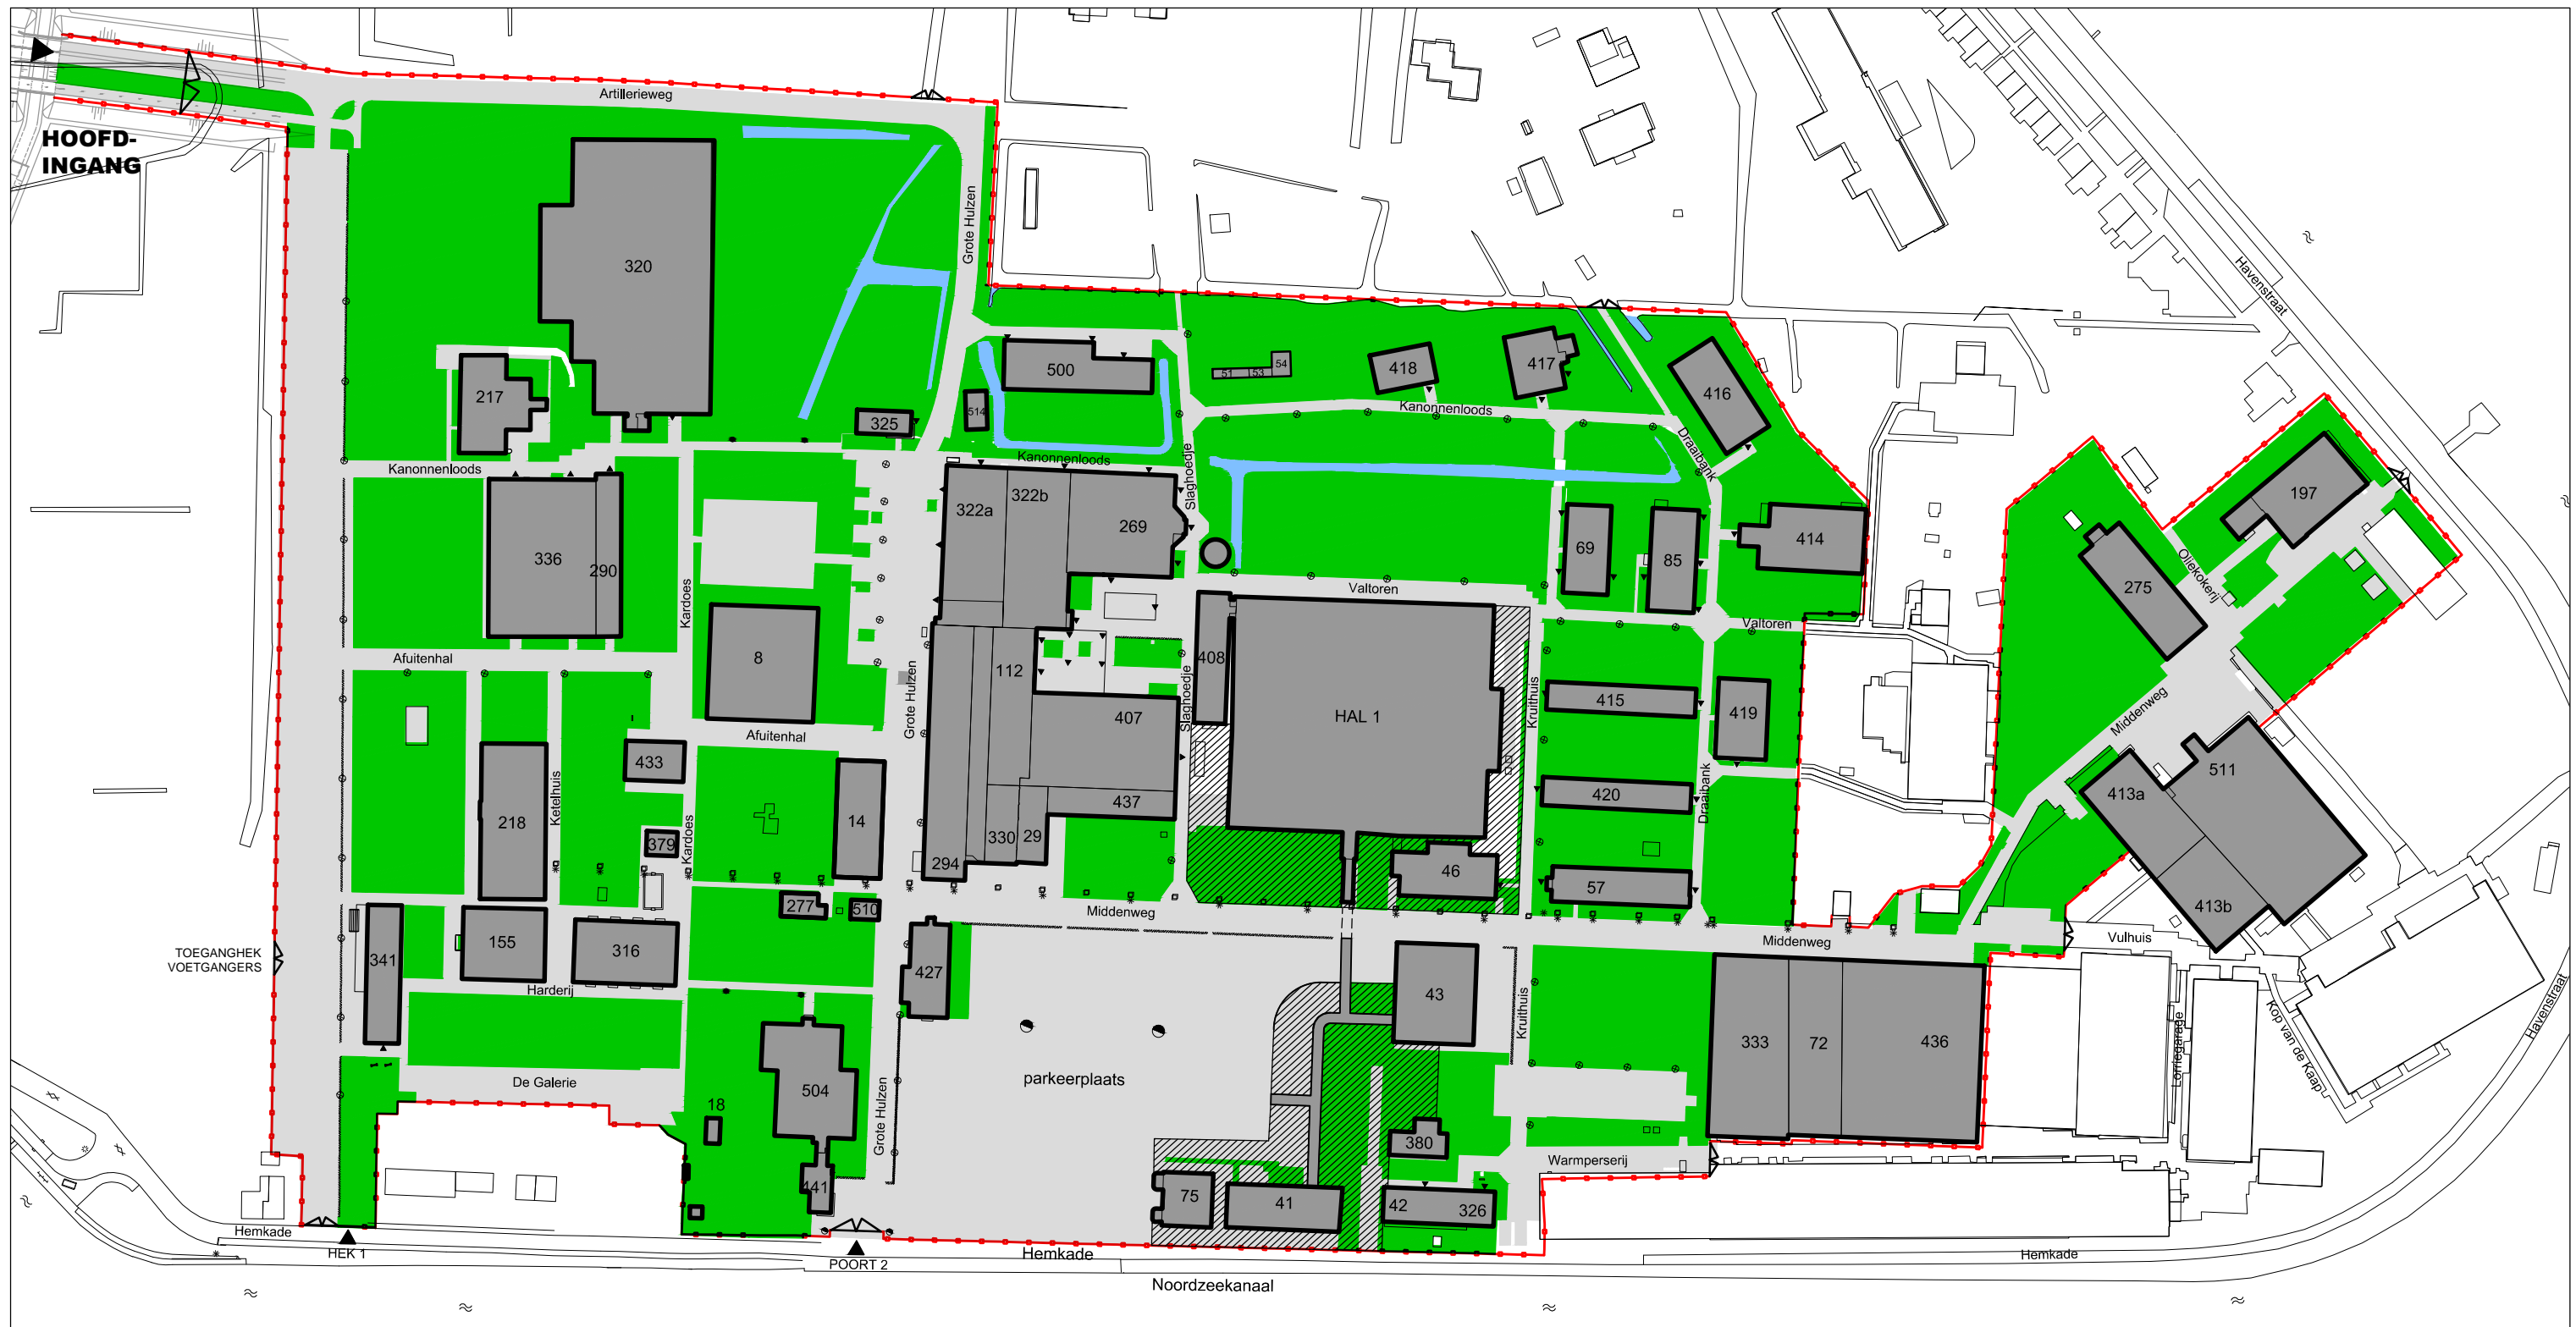 HOOFD-
INGANG
Artillerieweg
Grote Hulzen
320
217
500
514
325
51
53
54
418
417
416
Kanonnenloods
Draaibank
Havenstraat
197
Kanonnenloods
Kanonnenloods
Slaghoedje
322a
322b
269
336
290
Kardoes
69
85
414
275
Oliekokerij
Valtoren
Valtoren
Afuitenhal
8
Grote Hulzen
112
408
407
Slaghoedje
HAL 1
Kruithuis
415
419
Middenweg
Afuitenhal
433
Ketelhuis
218
379
Kardoes
14
294
330
29
437
46
420
Draaibank
57
511
413a
413b
277
510
Middenweg
Middenweg
Vulhuis
TOEGANGHEK
VOETGANGERS
341
155
316
Harderij
427
43
Kruithuis
333
72
436
Lorriegarage
Kop van de Kaap
Havenstraat
De Galerie
18
504
Grote Hulzen
parkeerplaats
380
Warmperserij
441
75
41
42
326
Hemkade
HEK 1
POORT 2
Hemkade
Hemkade
Noordzeekanaal